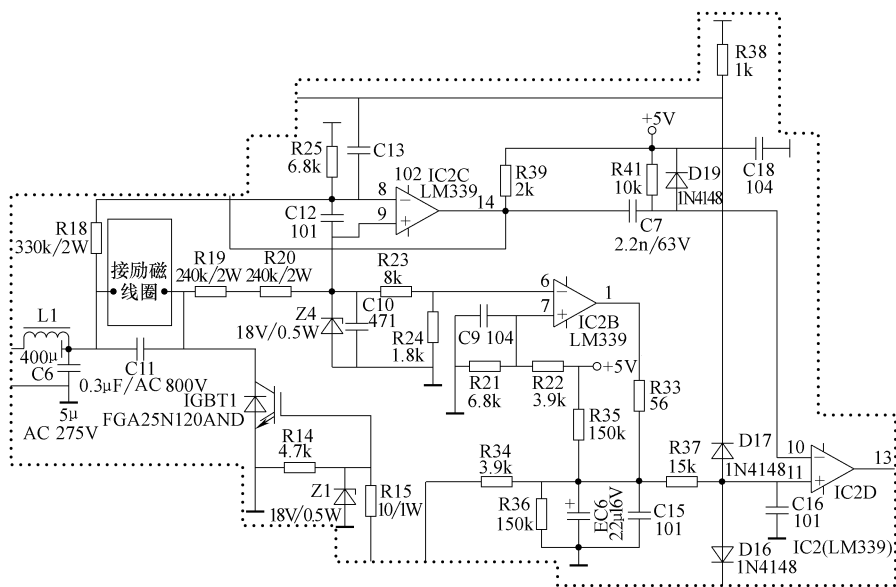 R38
1k
+5V
R25
6.8k
C13
102
IC2C
LM339
8
9
14
R39
2k
R41
10k
D19
1N4148
C18
104
C12
101
C7
2.2n/63V
R18
330k/2W
接励磁
线圈
R19
240k/2W
R20
240k/2W
R23
8k
6
7
1
IC2B
LM339
L1
400μ
C6
5μ
AC 275V
C11
0.3μF/AC 800V
Z4
18V/0.5W
C10
471
R24
1.8k
C9
104
R21
6.8k
R22
3.9k
+5V
R33
56
IGBT1
FGA25N120AND
R14
4.7k
Z1
18V/0.5W
R15
10/1W
R35
150k
R34
3.9k
R36
150k
+
EC6
22μ16V
C15
101
R37
15k
D17
1N4148
10
11
13
IC2D
C16
101
IC2(LM339)
D16
1N4148